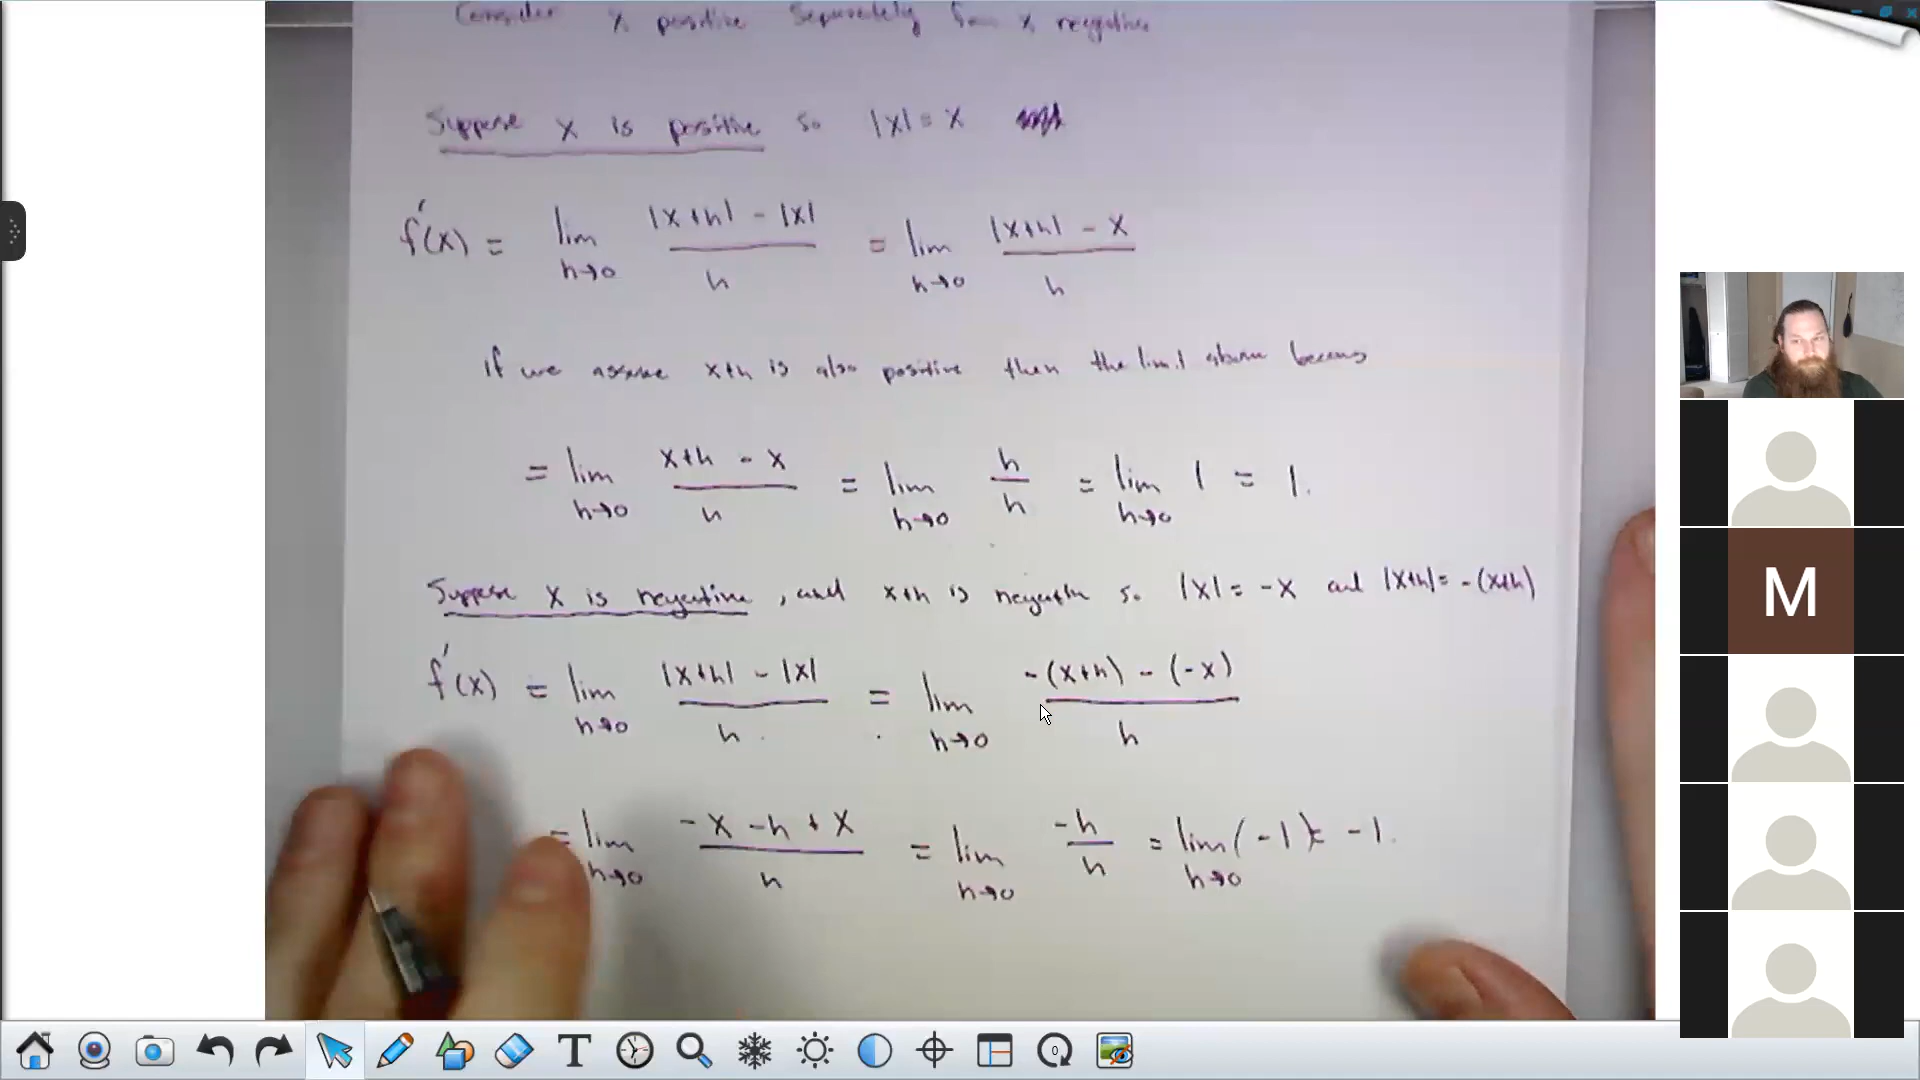 Consider x positive separately from x negative
Suppose x is positive so |x| = x
f'(x) = lim h→0 |x+h| - |x| / h = lim h→0 |x+h| - x / h
if we assume x+h is also positive then the limit above becomes
= lim h→0 x+h - x / h = lim h→0 h / h = lim h→0 1 = 1.
Suppose x is negative, and x+h is negative so |x| = -x and |x+h| = -(x+h)
f'(x) = lim h→0 |x+h| - |x| / h = lim h→0 -(x+h) - (-x) / h
= lim h→0 -x -h + x / h = lim h→0 -h / h = lim h→0 (-1) = -1.
M
T
0